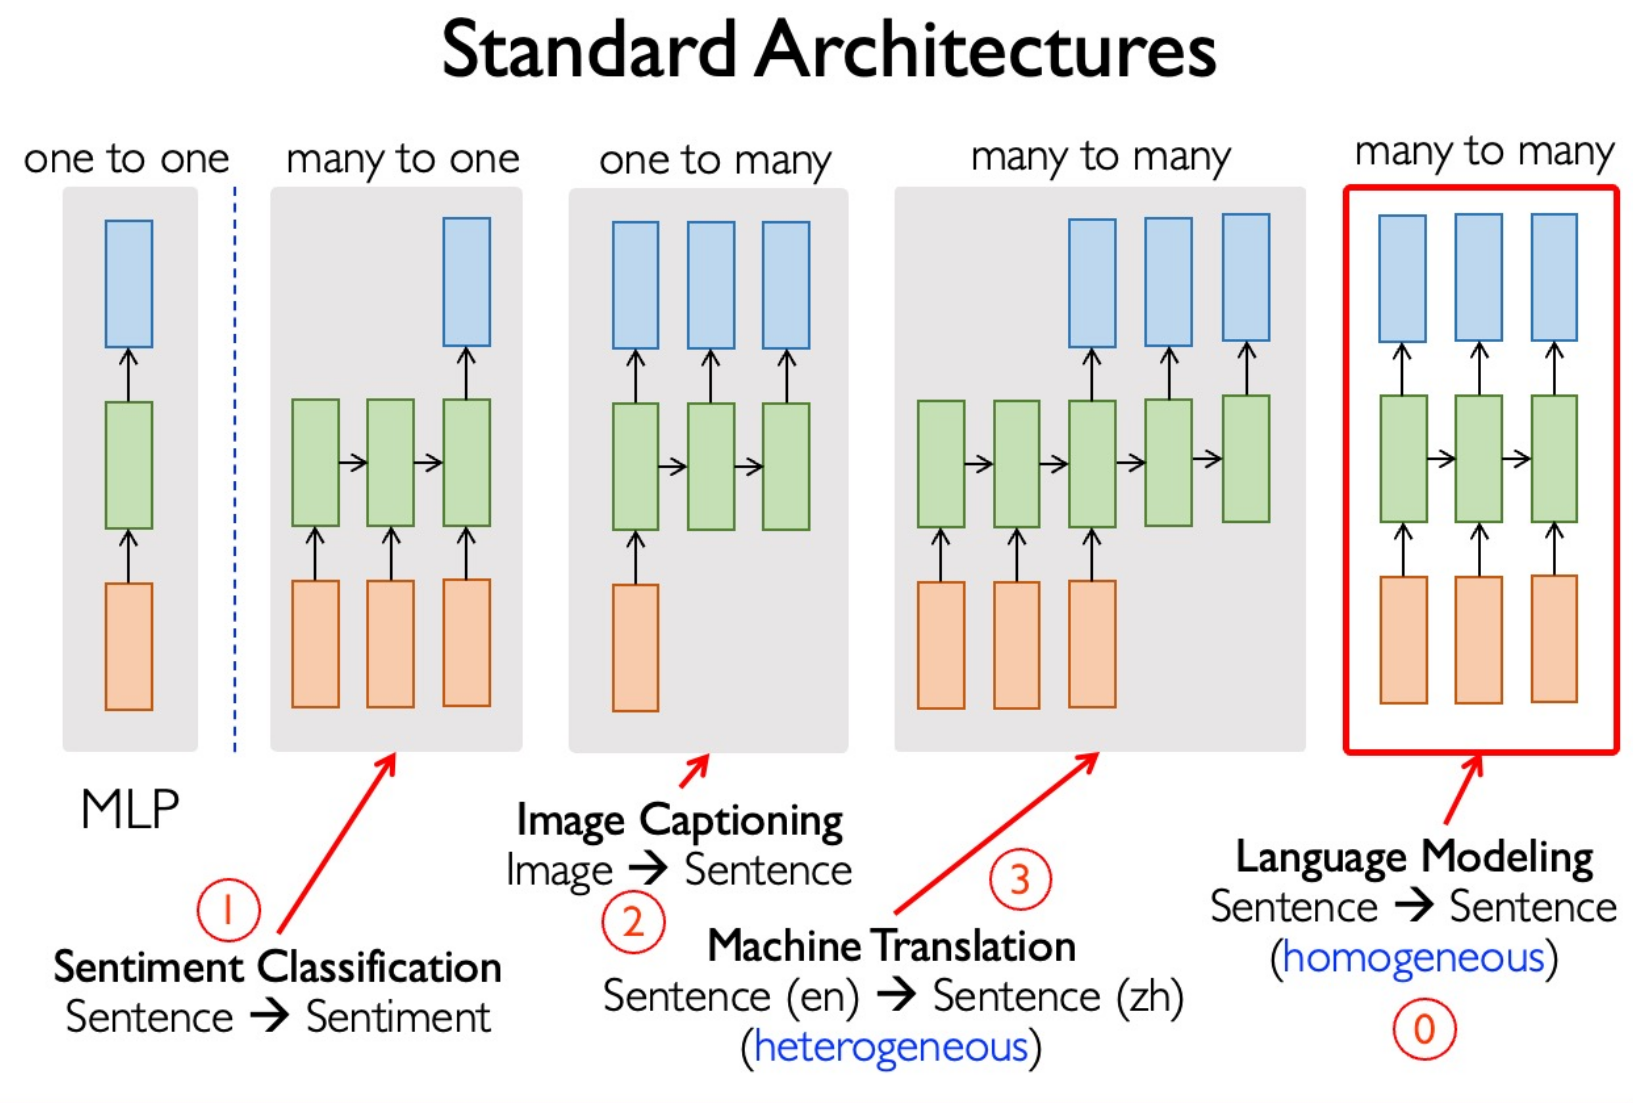 Standard Architectures
one to one
many to one
one to many
many to many
many to many
MLP
1
Sentiment Classification
Sentence → Sentiment
Image Captioning
Image → Sentence
2
3
Machine Translation
Sentence (en) → Sentence (zh)
(heterogeneous)
Language Modeling
Sentence → Sentence
(homogeneous)
0